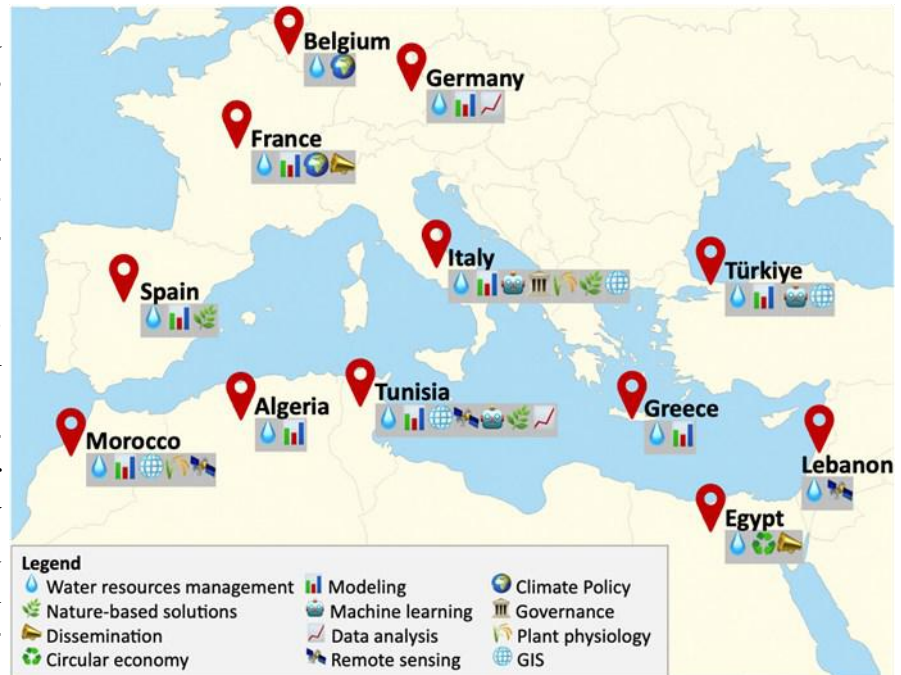 Belgium
Germany
France
Italy
Türkiye
Spain
Tunisia
Algeria
Greece
Morocco
Lebanon
Egypt
Legend
Water resources management
Modeling
Climate Policy
Nature-based solutions
Machine learning
Governance
Dissemination
Data analysis
Plant physiology
Circular economy
Remote sensing
GIS